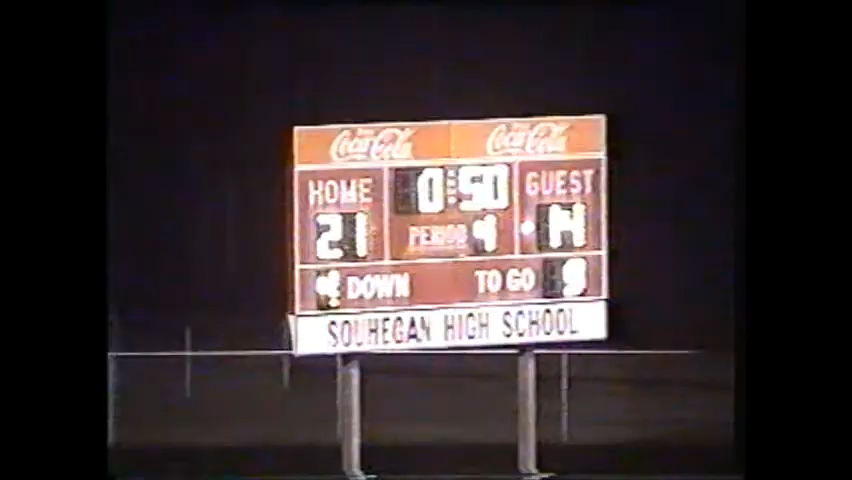 Coca-Cola Coca-Cola
HOME 0:50 GUEST
21 PERIOD 4 14
DOWN TO GO 9
SOUHEGAN HIGH SCHOOL